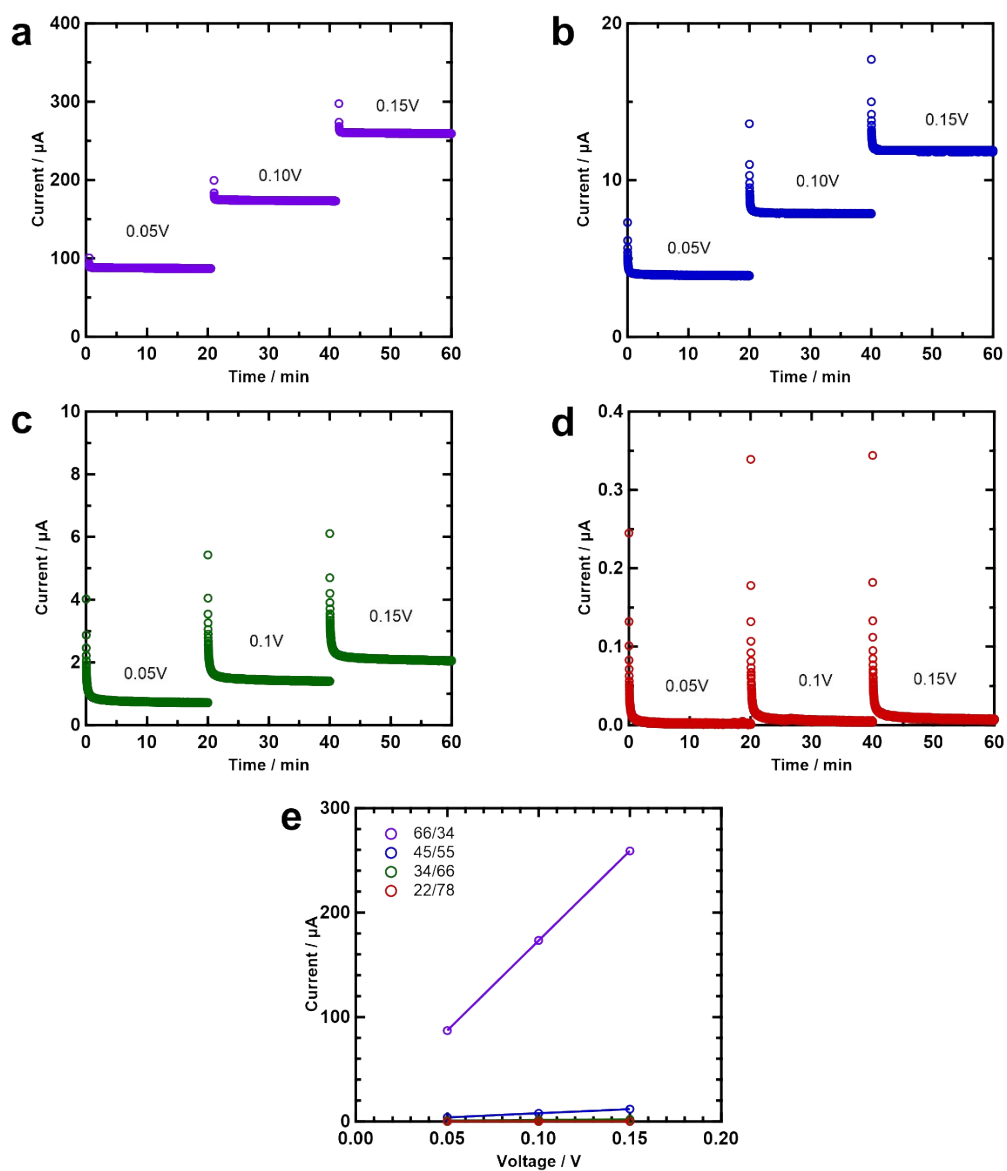 a
400
300
200
100
0
Current / µA
0.05V
0.10V
0.15V
0 10 20 30 40 50 60
Time / min
b
20
10
0
Current / µA
0.05V
0.10V
0.15V
0 10 20 30 40 50 60
Time / min
c
10
8
6
4
2
0
Current / µA
0.05V
0.1V
0.15V
0 10 20 30 40 50 60
Time / min
d
0.4
0.3
0.2
0.1
0.0
Current / µA
0.05V
0.1V
0.15V
0 10 20 30 40 50 60
Time / min
e
300
200
100
0
Current / µA
66/34
45/55
34/66
22/78
0.00 0.05 0.10 0.15 0.20
Voltage / V